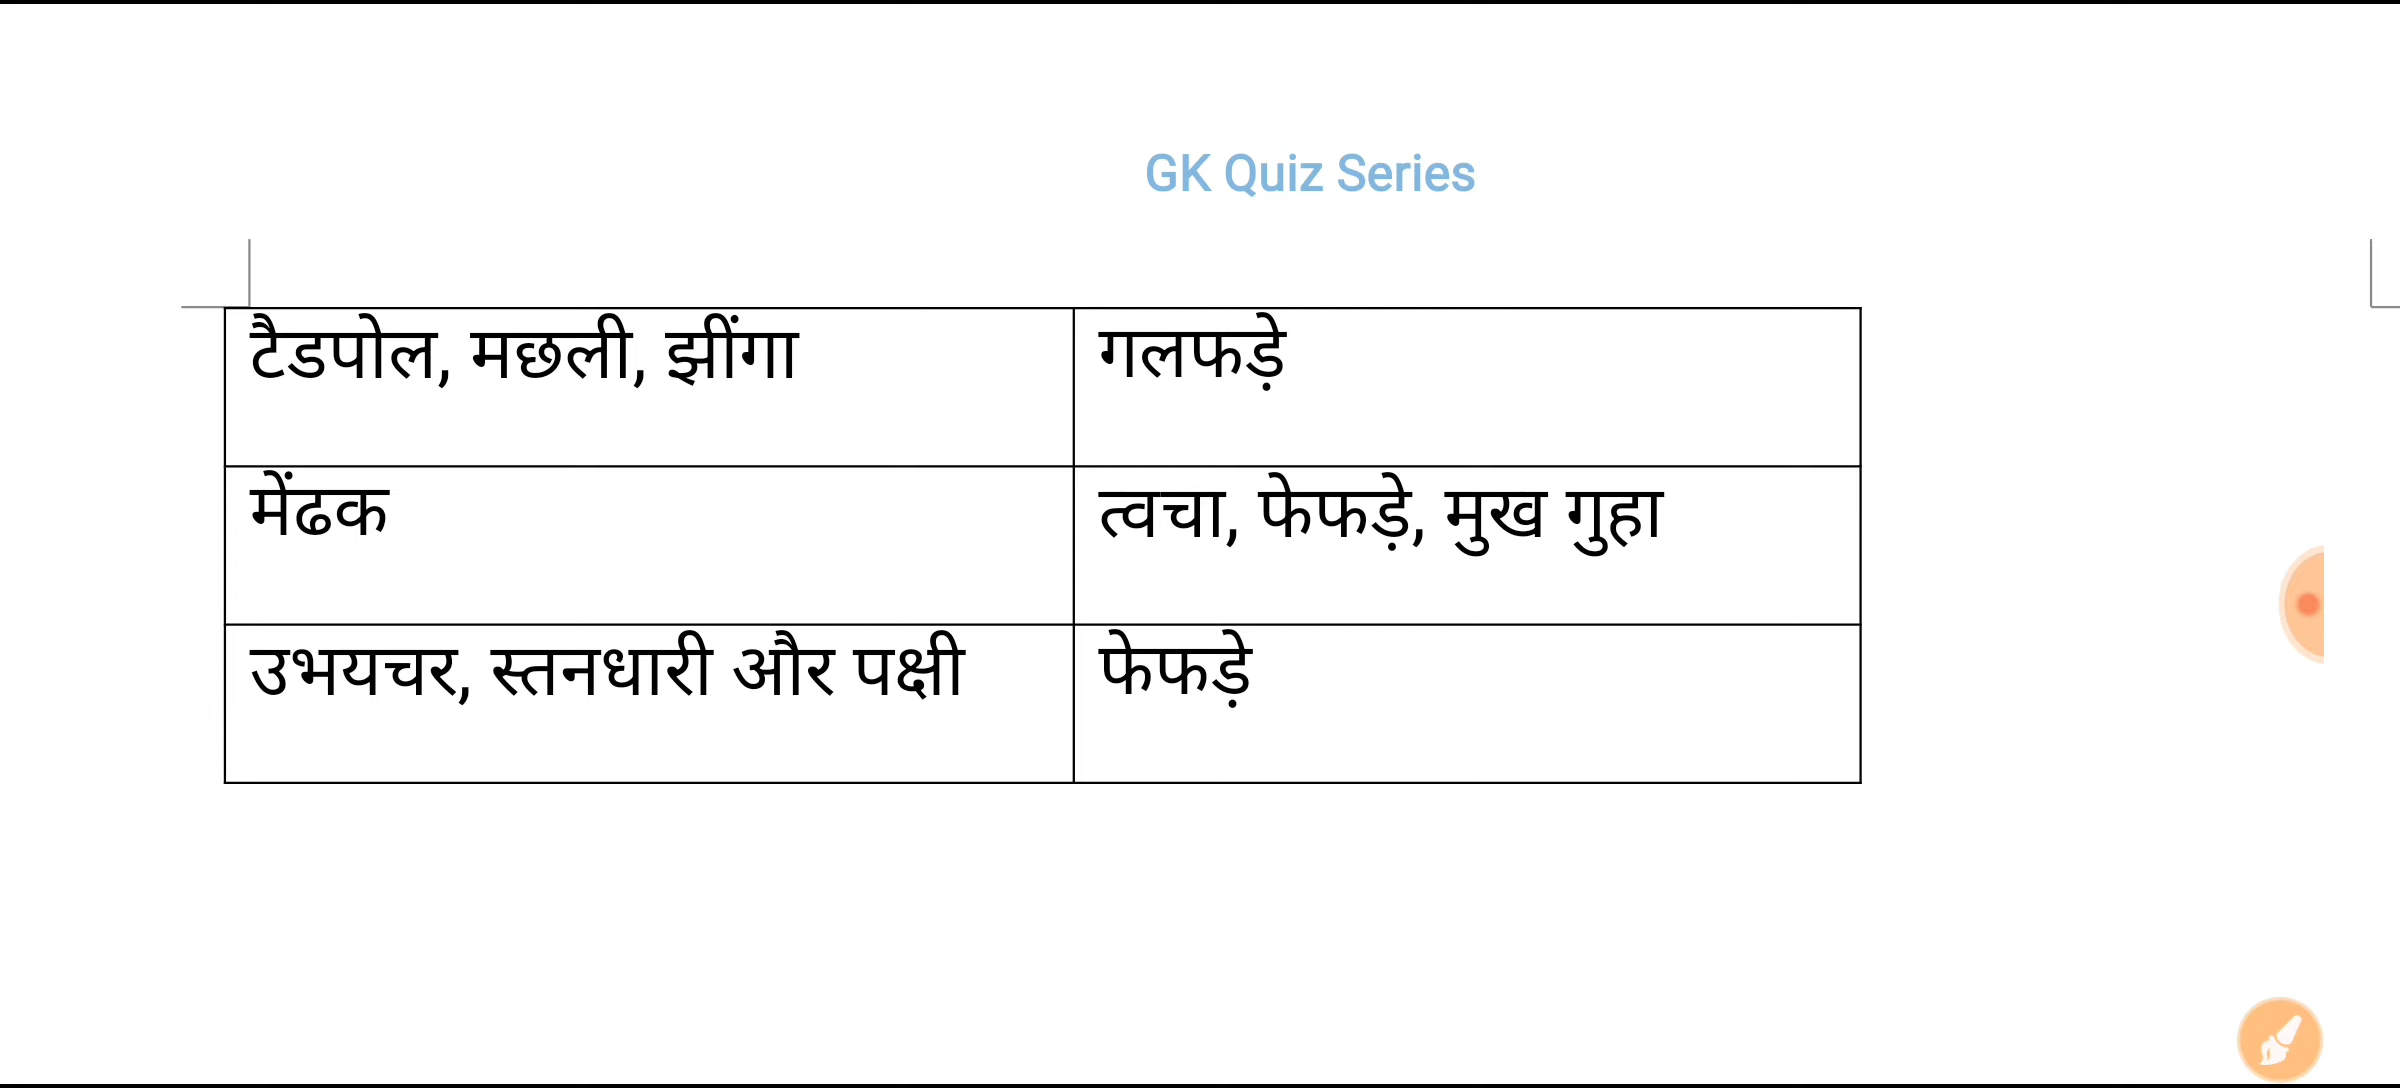 GK Quiz Series
टैडपोल, मछली, झींगा
गलफड़े
मेंढक
त्वचा, फेफड़े, मुख गुहा
उभयचर, स्तनधारी और पक्षी
फेफड़े